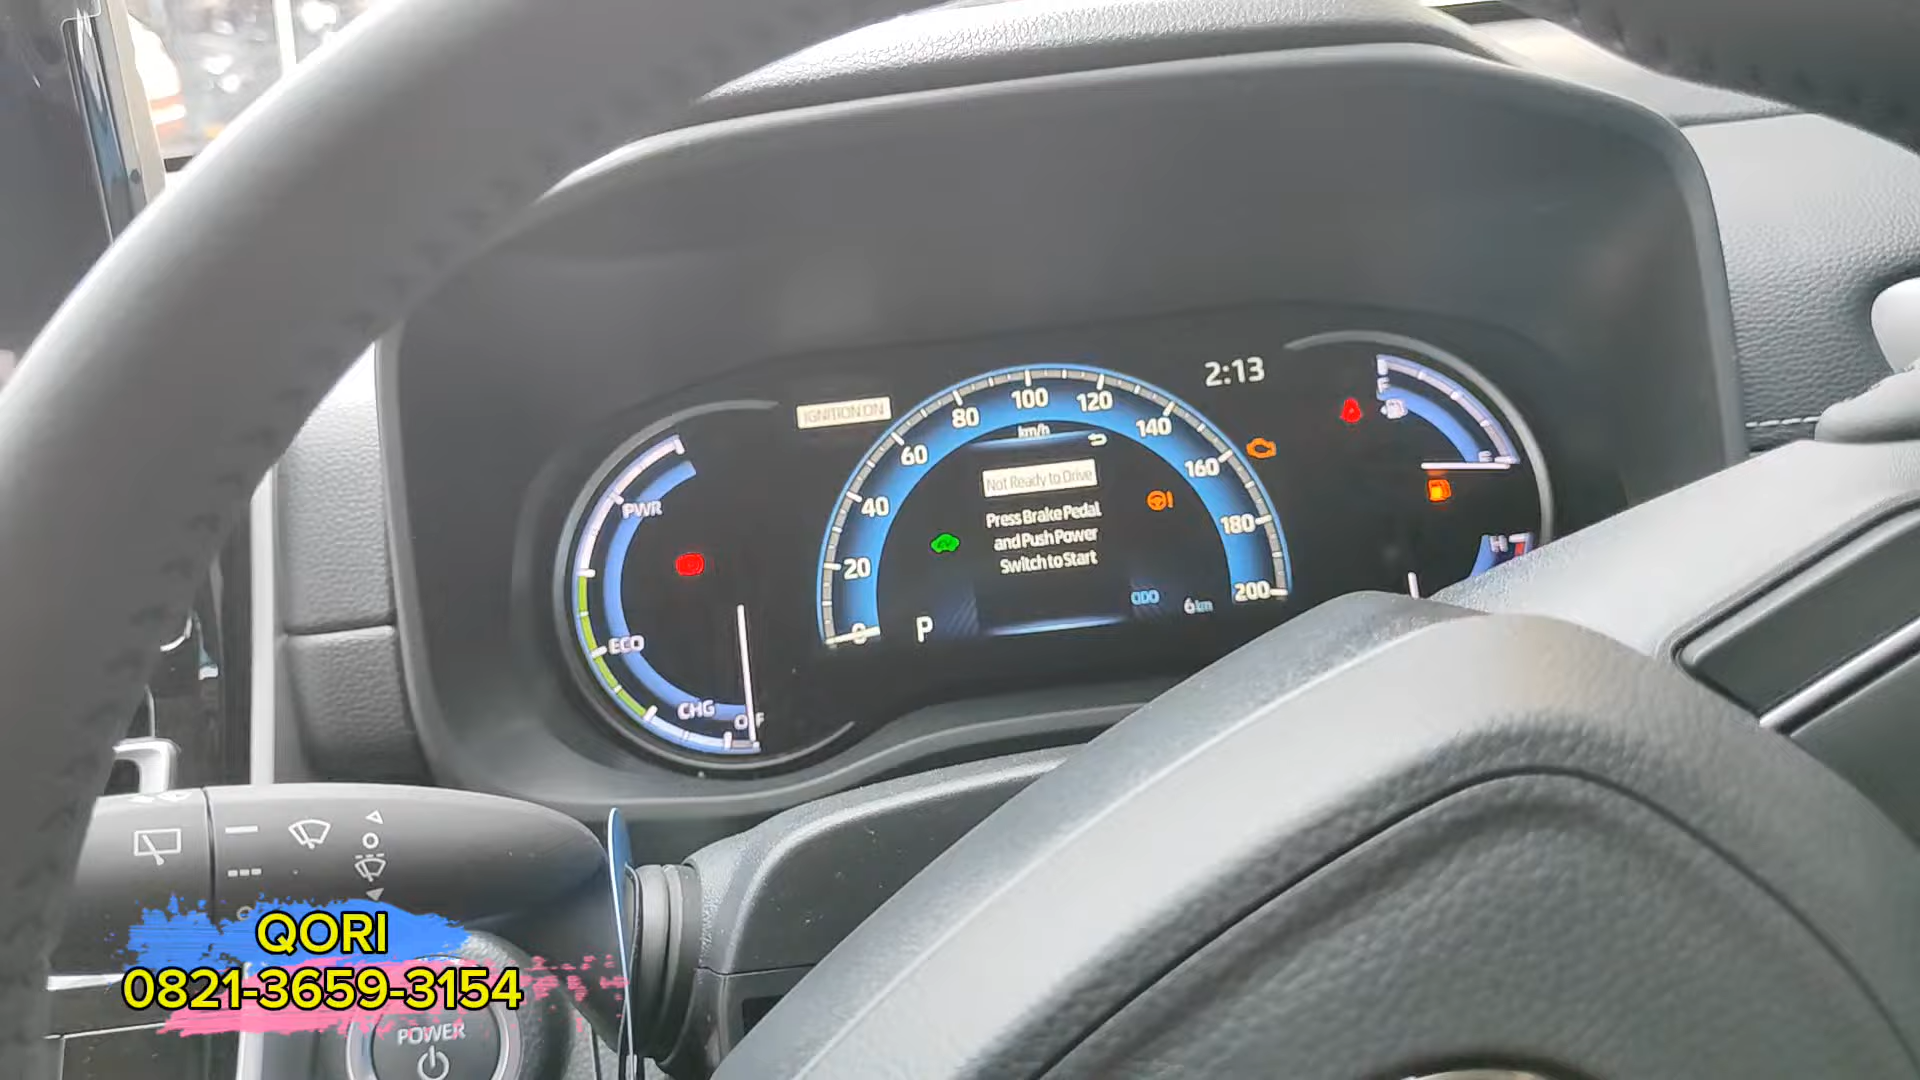 2:13
IGNITION ON
km/h
0
20
40
60
80
100
120
140
160
180
200
Not Ready to Drive
Press Brake Pedal
and Push Power
Switch to Start
ODO
6 km
P
PWR
ECO
CHG
F
E
H
QORI
0821-3659-3154
POWER